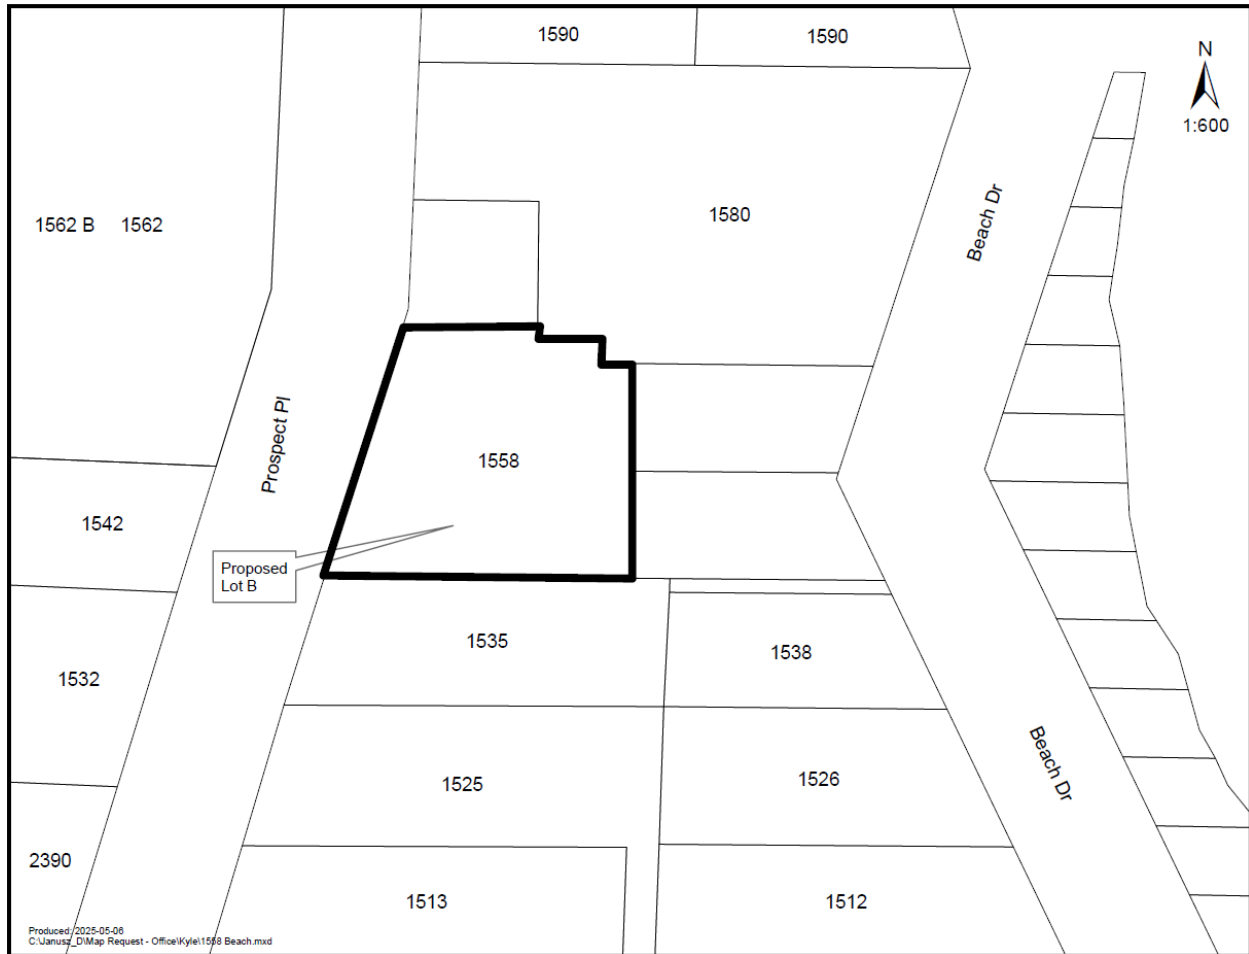 1590
1590
N
1:600
1562 B
1562
1580
Beach Dr
Prospect Pl
1558
1542
Proposed
Lot B
1535
1538
1532
Beach Dr
1525
1526
2390
1513
1512
Produced: 2025-05-06
C:\Janusz_D\Map Request - Office\Kyle\1558 Beach.mxd